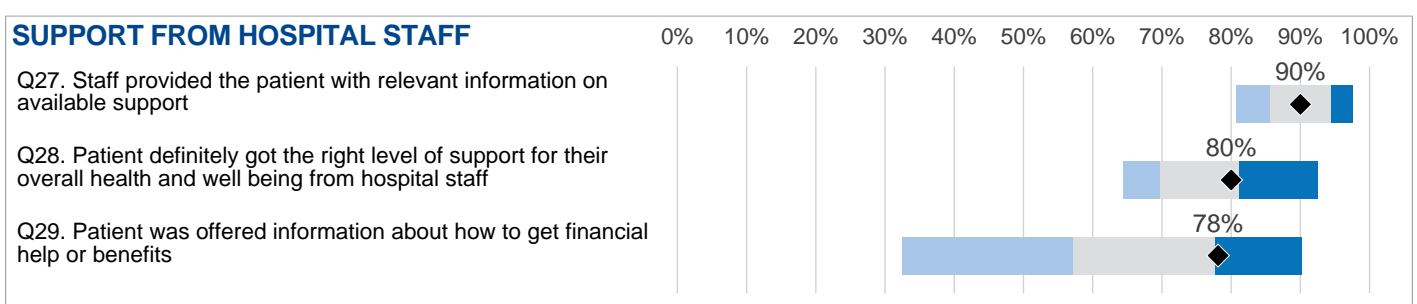 SUPPORT FROM HOSPITAL STAFF 0% 10% 20% 30% 40% 50% 60% 70% 80% 90% 100%
Q27. Staff provided the patient with relevant information on
available support
90%
Q28. Patient definitely got the right level of support for their
overall health and well being from hospital staff
80%
Q29. Patient was offered information about how to get financial
help or benefits
78%